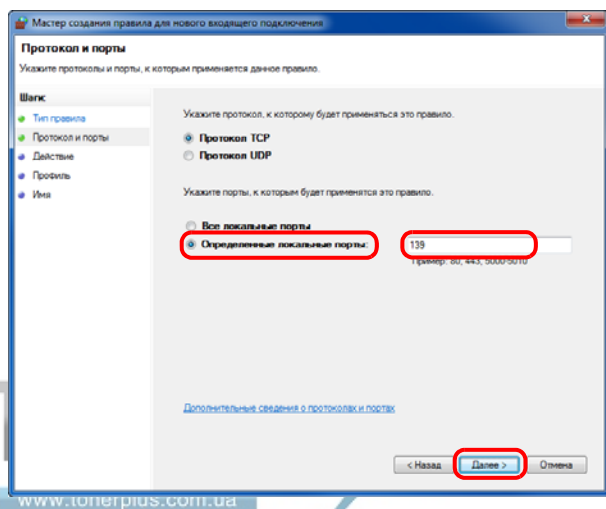 Мастер создания правила для нового входящего подключения
Протокол и порты
Укажите протоколы и порты, к которым применяется данное правило.
Шаги:
Тип правила
Протокол и порты
Действие
Профиль
Имя
Укажите протокол, к которому будет применяться это правило.
Протокол TCP
Протокол UDP
Укажите порты, к которым будет применятся это правило.
Все локальные порты
Определенные локальные порты:
139
Пример: 80, 443, 5000-5010
Дополнительные сведения о протоколах и портах
< Назад
Далее >
Отмена
www.tonerplus.com.ua